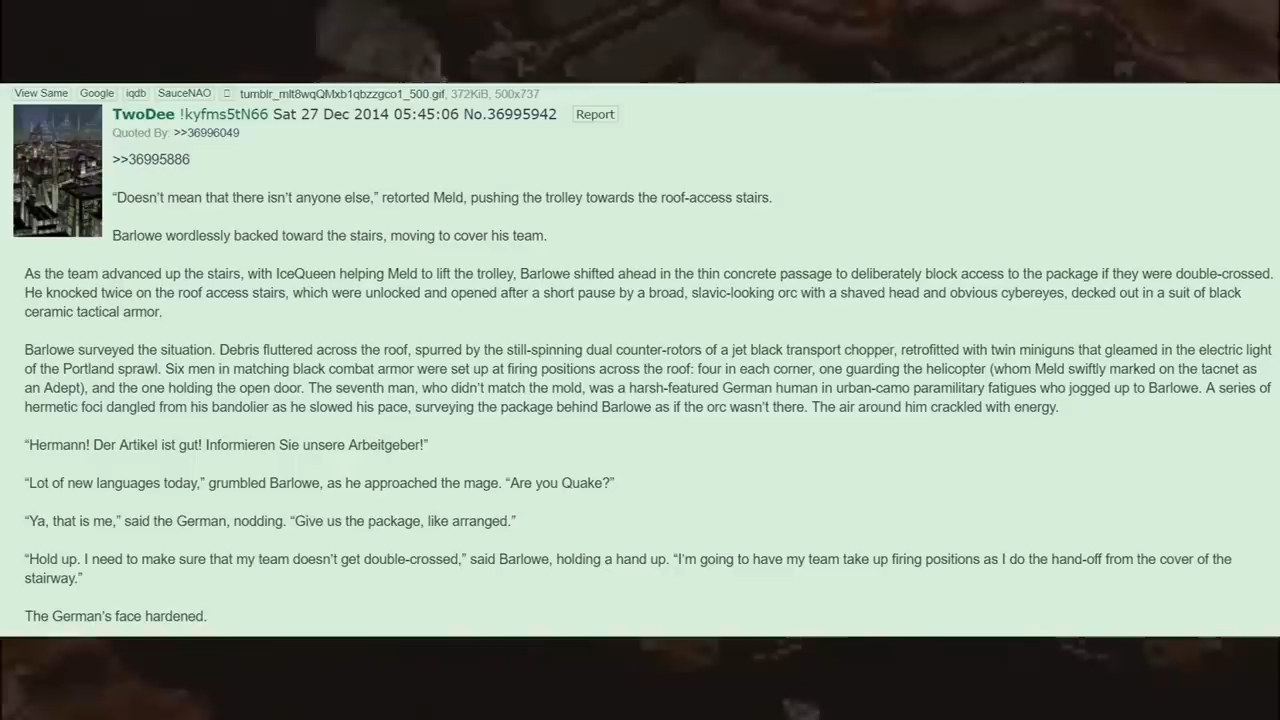 View Same Google iqdb SauceNAO tumblr_mlt8wqQMxb1qbzzgco1_500.gif, 372KiB, 500x737
TwoDee !kyfms5tN66 Sat 27 Dec 2014 05:45:06 No.36995942 Report
Quoted By: >>36996049
>>36995886
“Doesn’t mean that there isn’t anyone else,” retorted Meld, pushing the trolley towards the roof-access stairs.
Barlowe wordlessly backed toward the stairs, moving to cover his team.
As the team advanced up the stairs, with IceQueen helping Meld to lift the trolley, Barlowe shifted ahead in the thin concrete passage to deliberately block access to the package if they were double-crossed.
He knocked twice on the roof access stairs, which were unlocked and opened after a short pause by a broad, slavic-looking orc with a shaved head and obvious cybereyes, decked out in a suit of black
ceramic tactical armor.
Barlowe surveyed the situation. Debris fluttered across the roof, spurred by the still-spinning dual counter-rotors of a jet black transport chopper, retrofitted with twin miniguns that gleamed in the electric light
of the Portland sprawl. Six men in matching black combat armor were set up at firing positions across the roof: four in each corner, one guarding the helicopter (whom Meld swiftly marked on the tacnet as
an Adept), and the one holding the open door. The seventh man, who didn’t match the mold, was a harsh-featured German human in urban-camo paramilitary fatigues who jogged up to Barlowe. A series of
hermetic foci dangled from his bandolier as he slowed his pace, surveying the package behind Barlowe as if the orc wasn’t there. The air around him crackled with energy.
“Hermann! Der Artikel ist gut! Informieren Sie unsere Arbeitgeber!”
“Lot of new languages today,” grumbled Barlowe, as he approached the mage. “Are you Quake?”
“Ya, that is me,” said the German, nodding. “Give us the package, like arranged.”
“Hold up. I need to make sure that my team doesn’t get double-crossed,” said Barlowe, holding a hand up. “I’m going to have my team take up firing positions as I do the hand-off from the cover of the
stairway.”
The German’s face hardened.